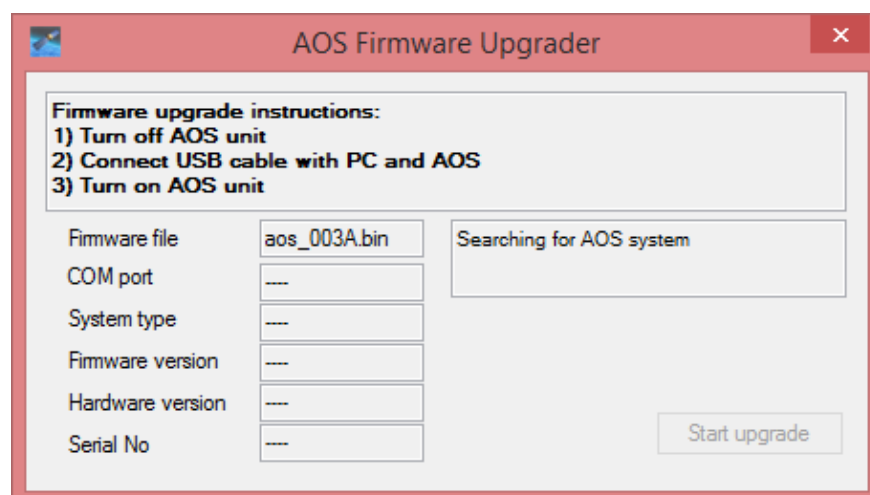 AOS Firmware Upgrader
Firmware upgrade instructions:
1) Turn off AOS unit
2) Connect USB cable with PC and AOS
3) Turn on AOS unit
Firmware file aos_003A.bin Searching for AOS system
COM port ----
System type ----
Firmware version ----
Hardware version ----
Serial No ----
Start upgrade